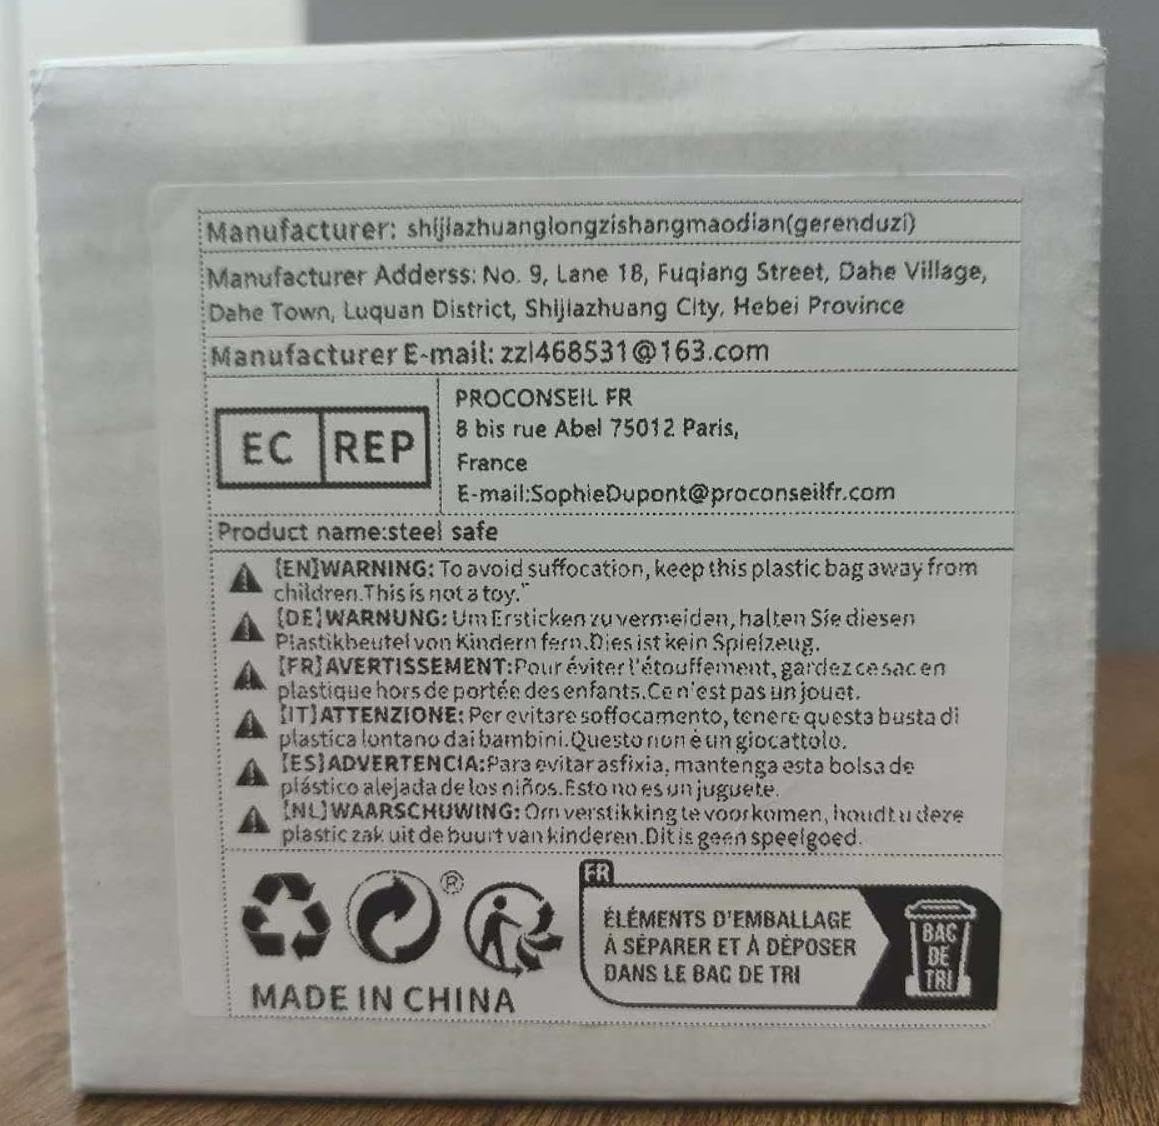 Manufacturer: shijiazhuanglongzishangmaodian(gerenduzi)
Manufacturer Adderss: No. 9, Lane 18, Fuqiang Street, Dahe Village,
Dahe Town, Luquan District, Shijiazhuang City, Hebei Province
Manufacturer E-mail: zzl468531@163.com
EC REP
PROCONSEIL FR
8 bis rue Abel 75012 Paris,
France
E-mail:SophieDupont@proconseilfr.com
Product name:steel safe
[EN]WARNING: To avoid suffocation, keep this plastic bag away from
children.This is not a toy."
[DE]WARNUNG: Um Ersticken zu vermeiden, halten Sie diesen
Plastikbeutel von Kindern fern.Dies ist kein Spielzeug.
[FR]AVERTISSEMENT:Pour éviter l'étouffement, gardez ce sac en
plastique hors de portée des enfants.Ce n'est pas un jouet.
[IT]ATTENZIONE: Per evitare soffocamento, tenere questa busta di
plastica lontano dai bambini.Questo non è un giocattolo.
[ES]ADVERTENCIA:Para evitar asfixia, mantenga esta bolsa de
plástico alejada de los niños.Esto no es un juguete.
[NL]WAARSCHUWING: Om verstikking te voorkomen, houdt u deze
plastic zak uit de buurt van kinderen.Dit is geen speelgoed.
®
FR
ÉLÉMENTS D'EMBALLAGE
À SÉPARER ET À DÉPOSER
DANS LE BAC DE TRI
BAC
DE
TRI
MADE IN CHINA